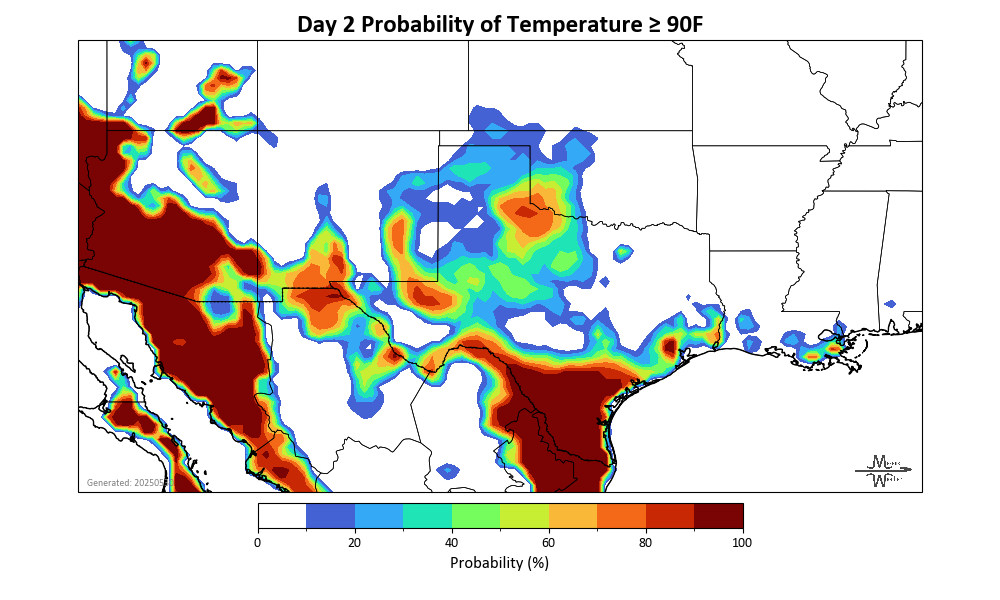 Day 2 Probability of Temperature ≥ 90F
Generated: 202505
0 20 40 60 80 100
Probability (%)